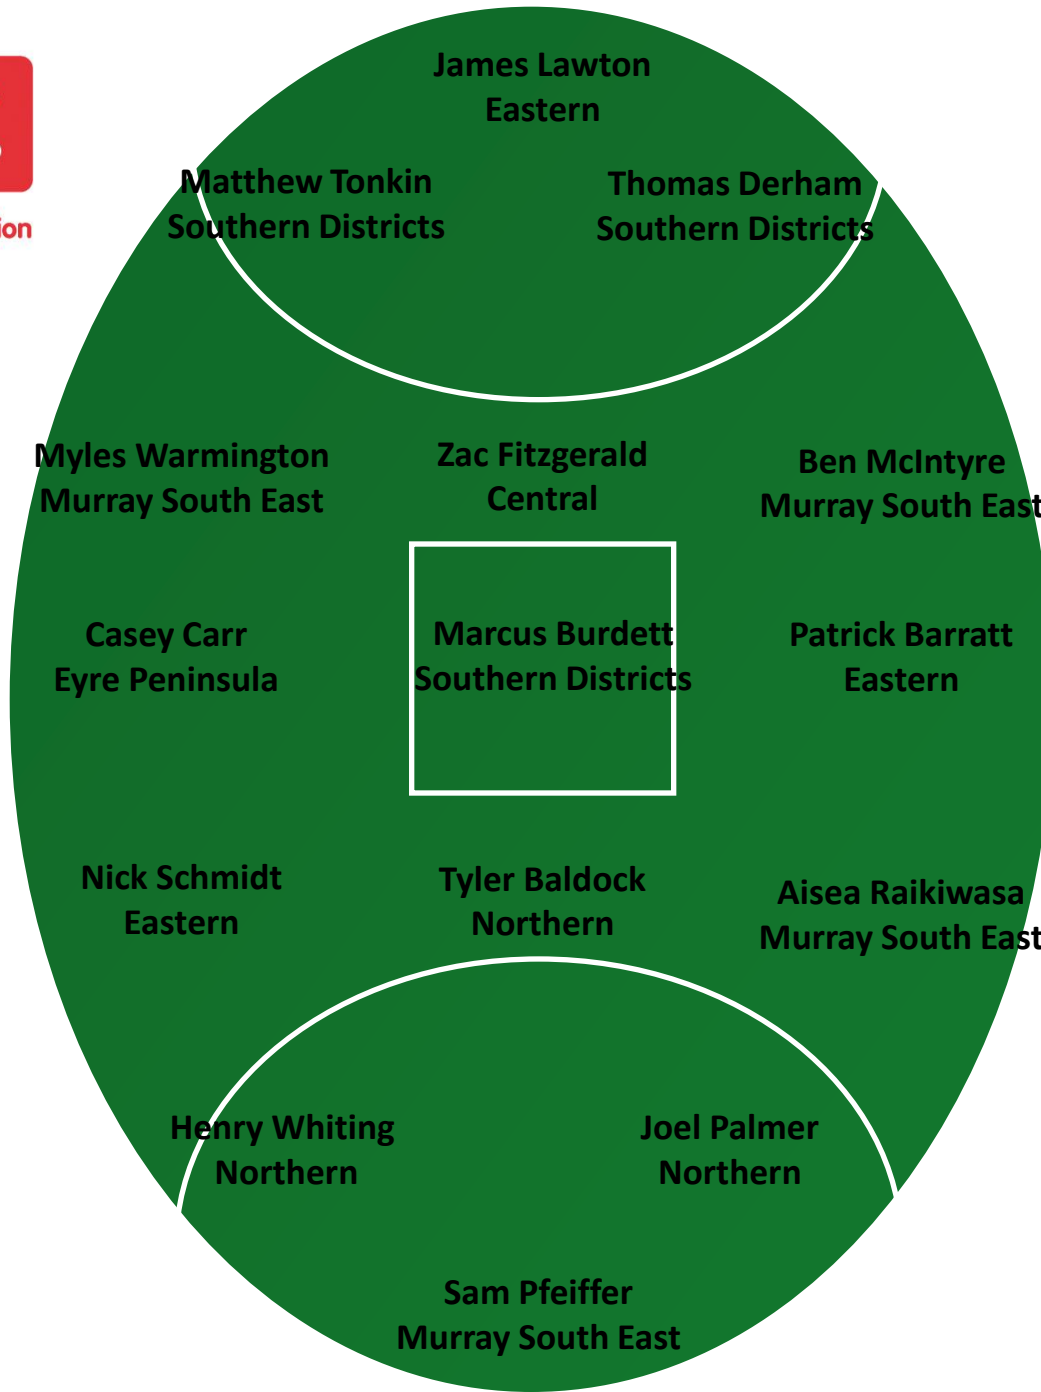 James Lawton
Eastern
Matthew Tonkin
Southern Districts
Thomas Derham
Southern Districts
Myles Warmington
Murray South East
Zac Fitzgerald
Central
Ben McIntyre
Murray South East
Casey Carr
Eyre Peninsula
Marcus Burdett
Southern Districts
Patrick Barratt
Eastern
Nick Schmidt
Eastern
Tyler Baldock
Northern
Aisea Raikiwasa
Murray South East
Henry Whiting
Northern
Joel Palmer
Northern
Sam Pfeiffer
Murray South East